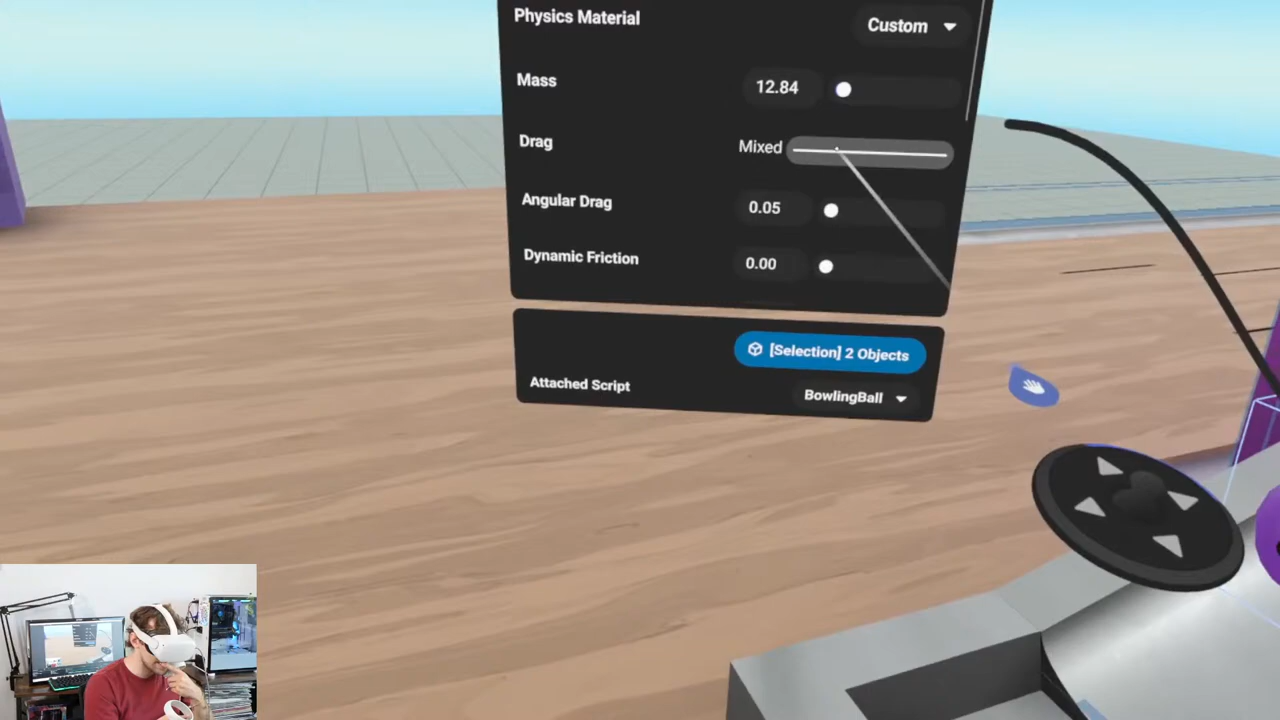 Physics Material Custom
Mass 12.84
Drag Mixed
Angular Drag 0.05
Dynamic Friction 0.00
[Selection] 2 Objects
Attached Script BowlingBall